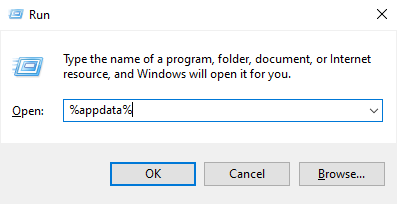 Run
Type the name of a program, folder, document, or Internet
resource, and Windows will open it for you.
Open: %appdata%
OK Cancel Browse...